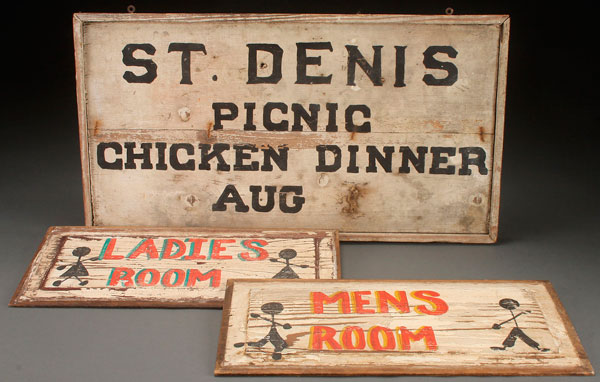 ST. DENIS
PICNIC
CHICKEN DINNER
AUG
LADIES
ROOM
MENS
ROOM